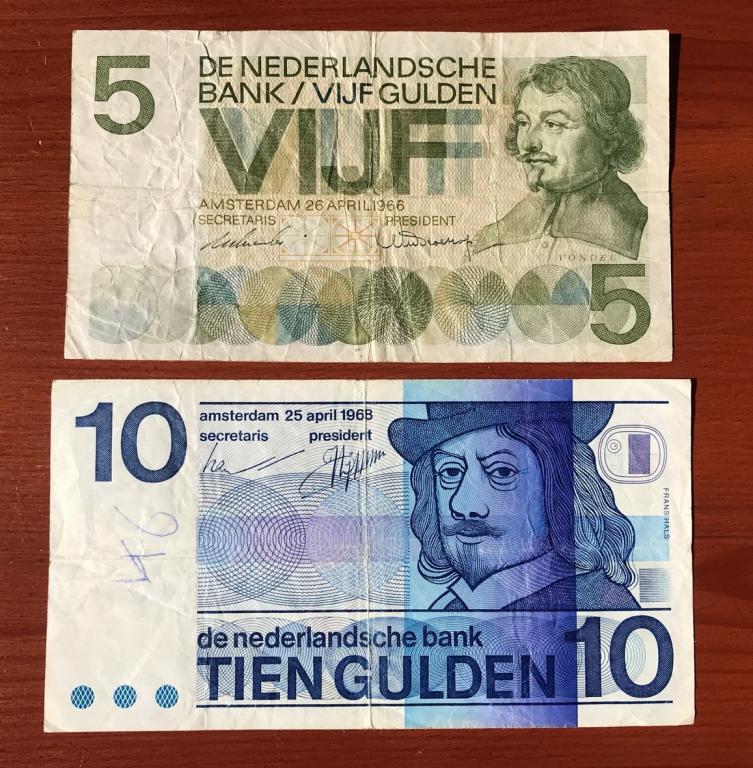 5
DE NEDERLANDSCHE
BANK / VIJF GULDEN
VIJF
AMSTERDAM 26 APRIL 1966
SECRETARIS PRESIDENT
VONDEL
5
10
amsterdam 25 april 1968
secretaris president
FRANS HALS
46
de nederlandsche bank
TIEN GULDEN 10